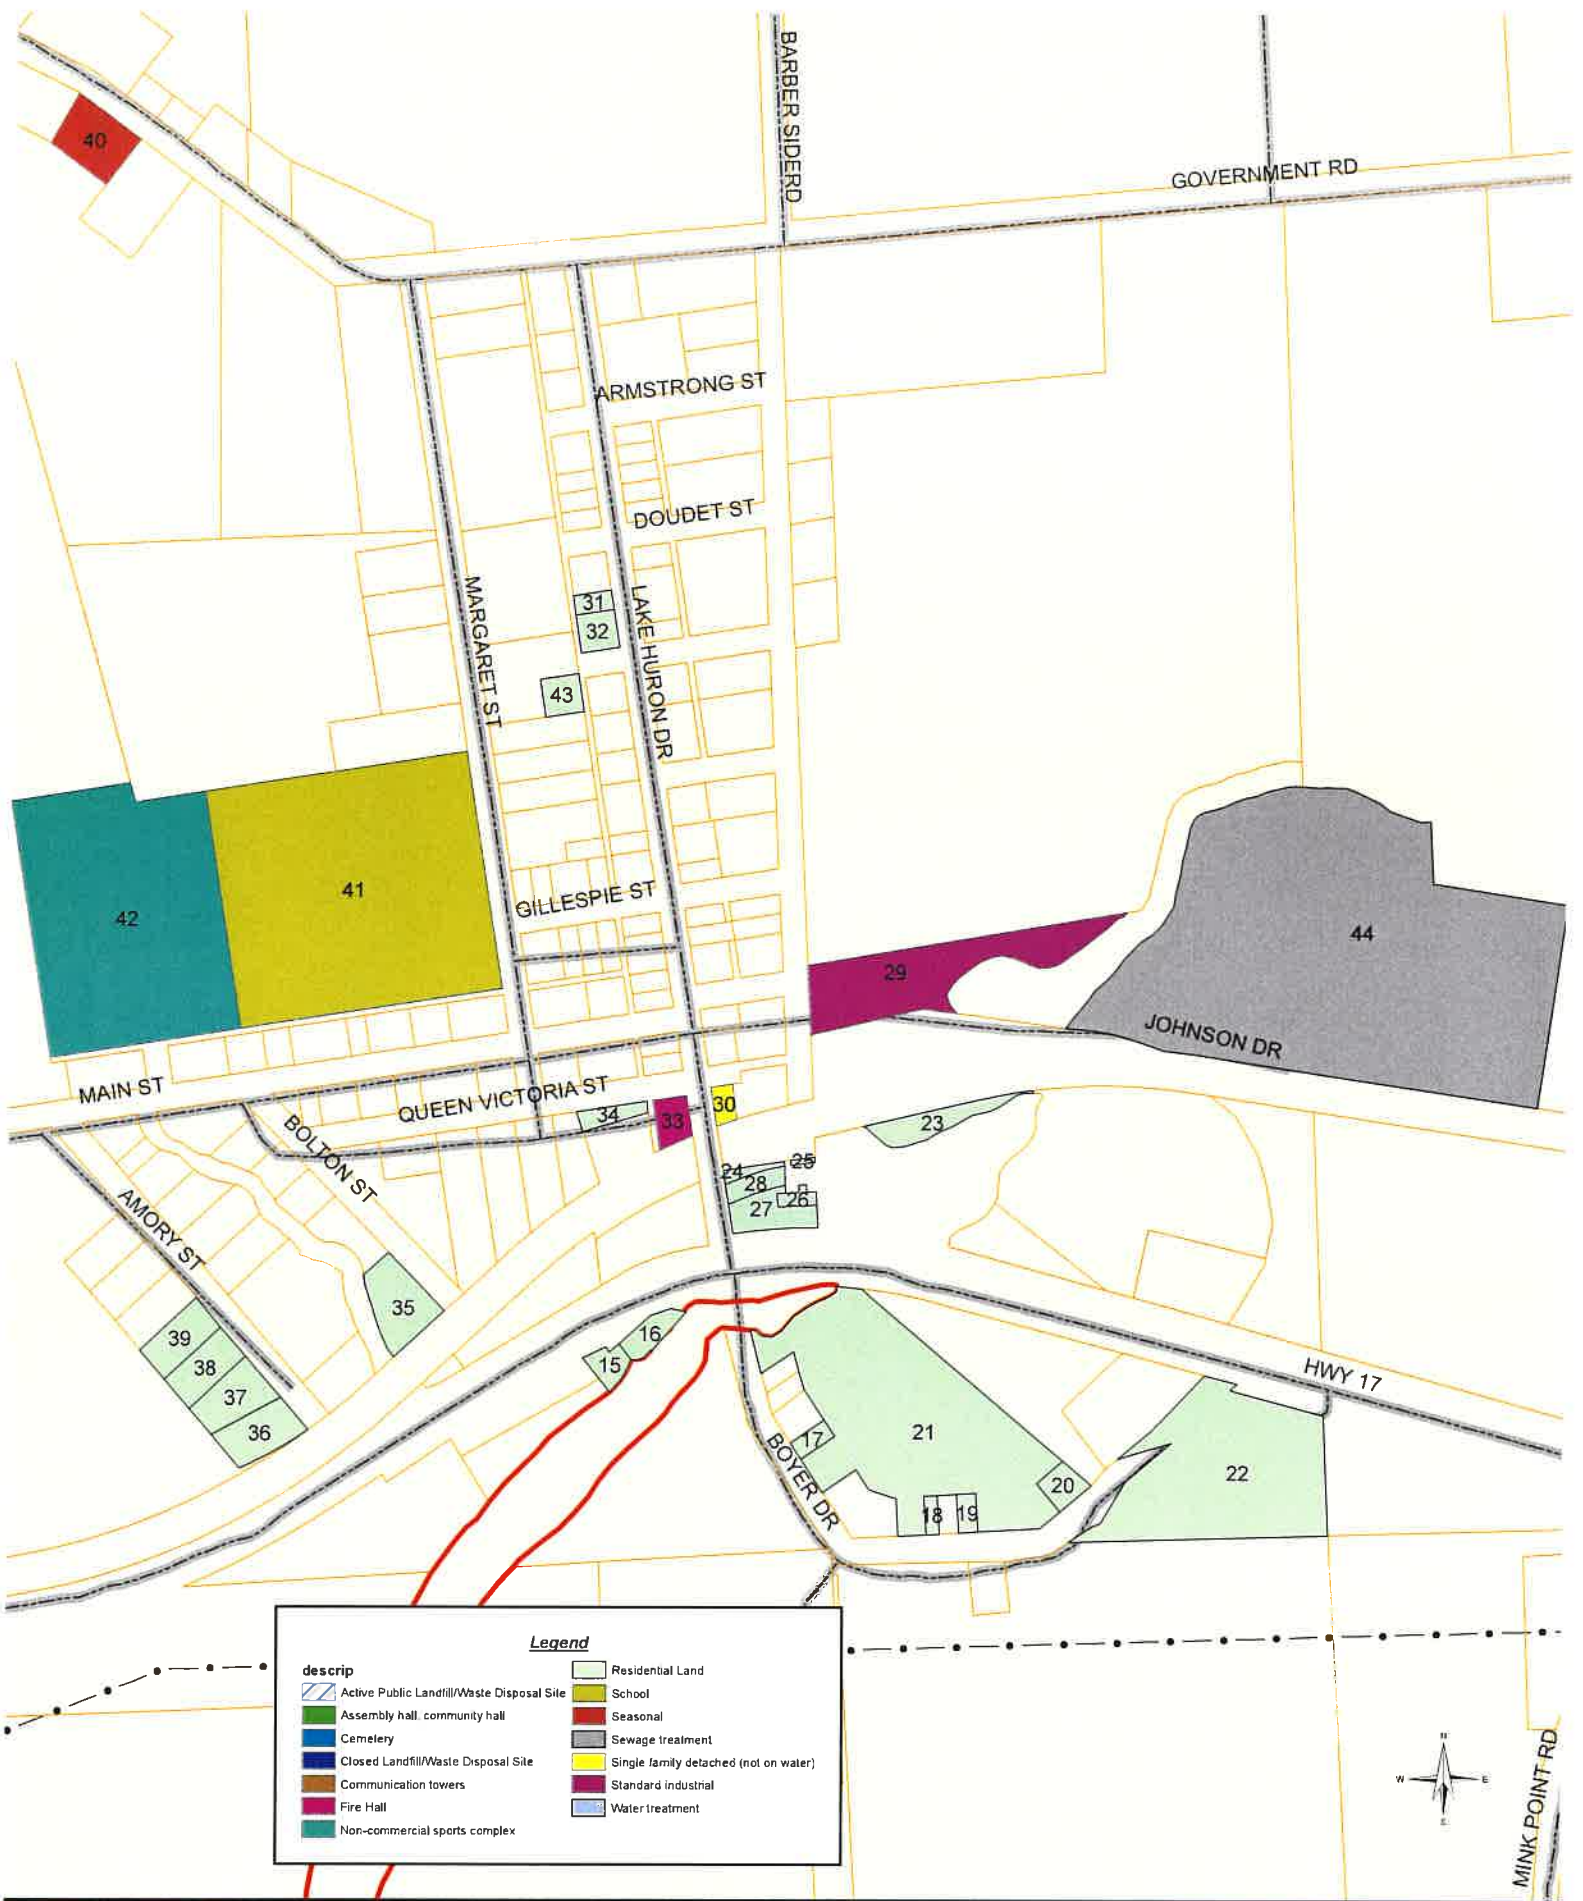 BARBER SIDERD
40
GOVERNMENT RD
ARMSTRONG ST
DOUDET ST
MARGARET ST
31
32
LAKE HURON DR
43
41
42
GILLESPIE ST
29
44
JOHNSON DR
MAIN ST
QUEEN VICTORIA ST
34
33
30
23
BOLTON ST
24
25
28
26
27
AMORY ST
35
39
38
37
36
16
15
HWY 17
17
21
BOYER DR
20
22
18
19
Legend
descrip
Active Public Landfill/Waste Disposal Site
Assembly hall, community hall
Cemetery
Closed Landfill/Waste Disposal Site
Communication towers
Fire Hall
Non-commercial sports complex
Residential Land
School
Seasonal
Sewage treatment
Single family detached (not on water)
Standard industrial
Water treatment
N
W
E
S
MINK POINT RD